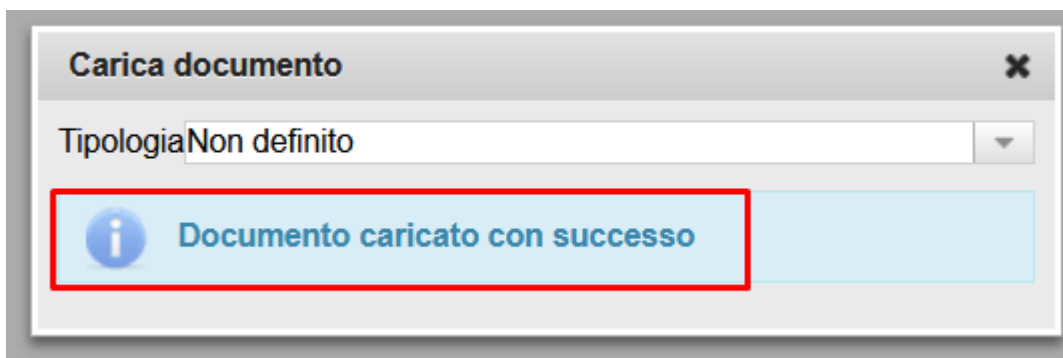 Carica documento
Tipologia Non definito
Documento caricato con successo